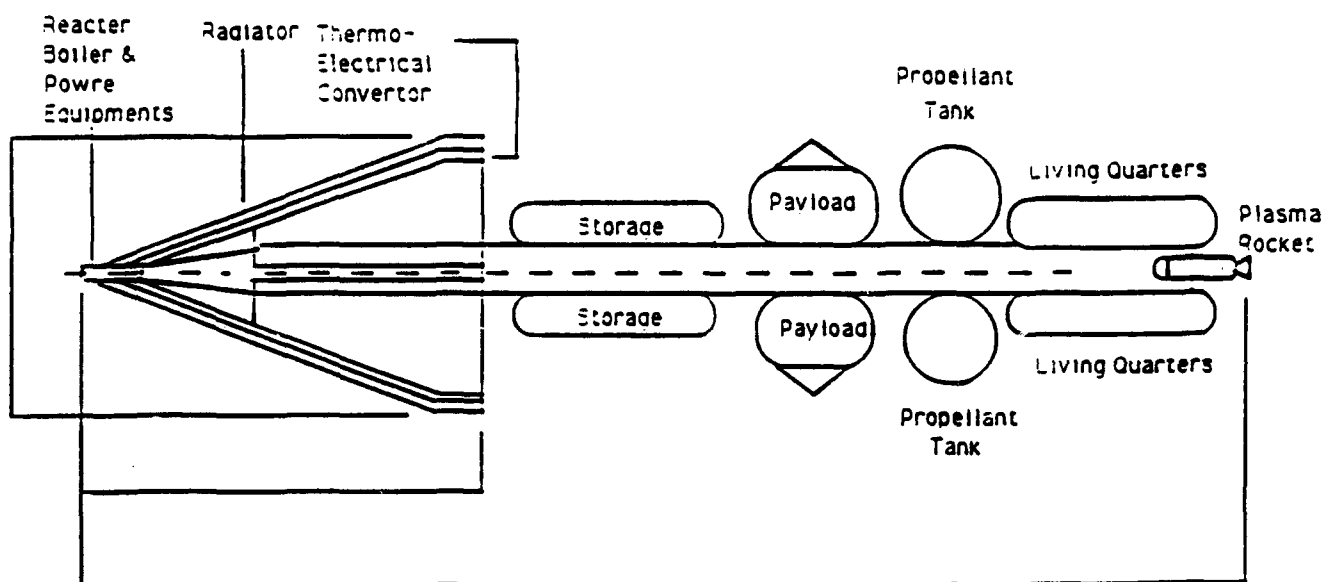 Reacter
Boiler &
Powre
Equipments
Radiator
Thermo-
Electrical
Convertor
Propellant
Tank
Living Quarters
Plasma
Rocket
Storage
Payload
Storage
Payload
Living Quarters
Propellant
Tank